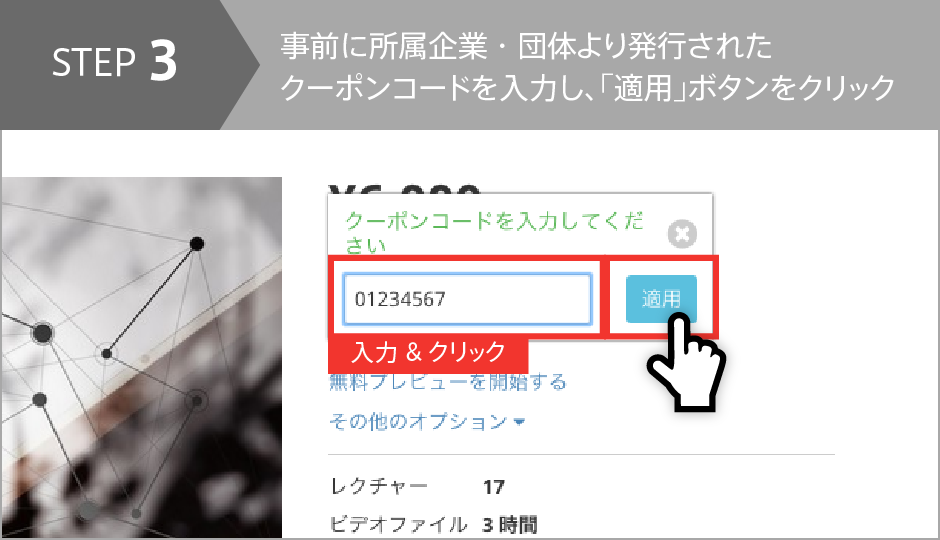 STEP 3
事前に所属企業・団体より発行された
クーポンコードを入力し、「適用」ボタンをクリック
クーポンコードを入力してくだ
さい
01234567
適用
入力 & クリック
無料プレビューを開始する
その他のオプション
レクチャー 17
ビデオファイル 3 時間